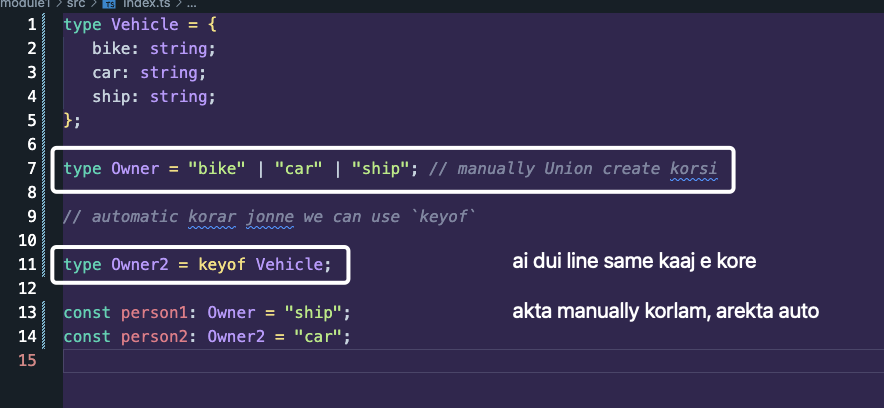 module1 > src > TS index.ts > ...
1 type Vehicle = {
2 bike: string;
3 car: string;
4 ship: string;
5 };
6
7 type Owner = "bike" | "car" | "ship"; // manually Union create korsi
8
9 // automatic korar jonne we can use `keyof`
10
11 type Owner2 = keyof Vehicle;
ai dui line same kaaj e kore
12
13 const person1: Owner = "ship";
akta manually korlam, arekta auto
14 const person2: Owner2 = "car";
15